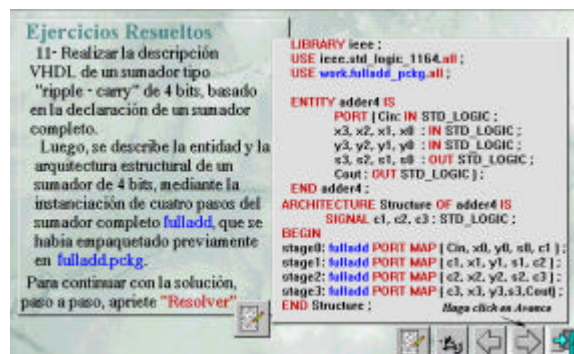 Ejercicios Resueltos
11- Realizar la descripción
VHDL de un sumador tipo
"ripple - carry" de 4 bits, basado
en la declaración de un sumador
completo.
Luego, se describe la entidad y la
arquitectura estructural de un
sumador de 4 bits, mediante la
instanciación de cuatro pasos del
sumador completo fulladd, que se
había empaquetado previamente
en fulladd.pckg.
Para continuar con la solución,
paso a paso, apriete "Resolver"
LIBRARY ieee ;
USE ieee.std_logic_1164.all ;
USE work.fulladd_pckg.all ;
ENTITY adder4 IS
PORT ( Cin: IN STD_LOGIC ;
x3, x2, x1, x0 : IN STD_LOGIC ;
y3, y2, y1, y0 : IN STD_LOGIC ;
s3, s2, s1, s0 : OUT STD_LOGIC ;
Cout : OUT STD_LOGIC ) ;
END adder4 ;
ARCHITECTURE Structure OF adder4 IS
SIGNAL c1, c2, c3 : STD_LOGIC ;
BEGIN
stage0: fulladd PORT MAP ( Cin, x0, y0, s0, c1 ) ;
stage1: fulladd PORT MAP ( c1, x1, y1, s1, c2 ) ;
stage2: fulladd PORT MAP ( c2, x2, y2, s2, c3 ) ;
stage3: fulladd PORT MAP ( c3, x3, y3,s3,Cout) ;
END Structure ;
Haga click en Avance